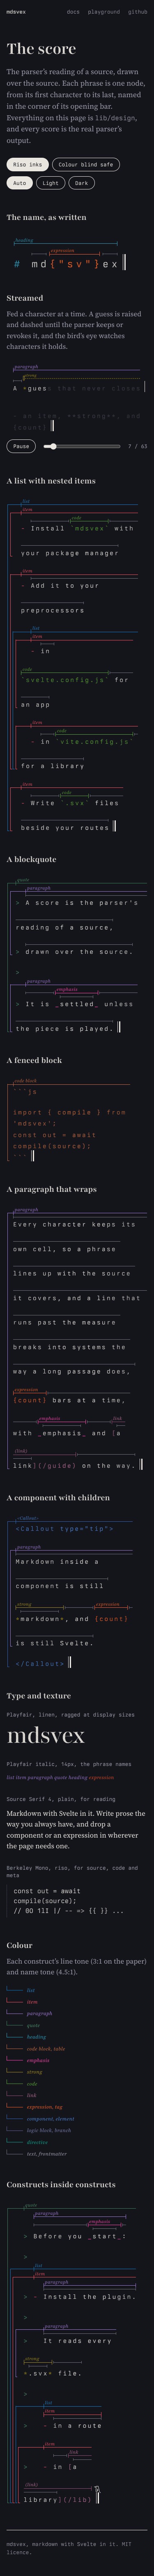 mdsvex
docs playground github
The score
The parser's reading of a source, drawn
over the source. Each phrase is one node,
from its first character to its last, named
in the corner of its opening bar.
Everything on this page is lib/design,
and every score is the real parser's
output.
Riso inks
Colour blind safe
Auto
Light
Dark
The name, as written
heading
expression
# md{"sv"}ex
Streamed
Fed a character at a time. A guess is faded
and dashed until the parser keeps or
revokes it, and the bird's eye watches
characters it holds.
paragraph
strong
A *gues
Pause
7 / 63
A list with nested items
list
item
code
- Install `mdsvex` with
your package manager
item
- Add it to your
preprocessors
list
item
- in
code
`svelte.config.js` for
an app
item
code
- in `vite.config.js`
for a library
item
code
- Write `.svx` files
beside your routes
A blockquote
quote
paragraph
> A score is the parser's
reading of a source,
> drawn over the source.
>
paragraph
emphasis
> It is _settled_ unless
the piece is played.
A fenced block
code block
```js
import { compile } from
'mdsvex';
const out = await
compile(source);
```
A paragraph that wraps
paragraph
Every character keeps its
own cell, so a phrase
lines up with the source
it covers, and a line that
runs past the measure
breaks into systems the
way a long passage does,
expression
{count} bars at a time,
emphasis
link
with _emphasis_ and [a
(link)
link](/guide) on the way.
A component with children
<Callout>
<Callout type="tip">
paragraph
Markdown inside a
component is still
strong
expression
*markdown*, and {count}
is still Svelte.
</Callout>
Type and texture
Playfair, linen, ragged at display sizes
mdsvex
Playfair italic, 14px, the phrase names
list item paragraph quote heading expression
Source Serif 4, plain, for reading
Markdown with Svelte in it. Write prose the
way you always have, and drop a
component or an expression in wherever
the page needs one.
Berkeley Mono, riso, for source, code and
meta
const out = await
compile(source);
// 0O 1lI |/ -- => {{ }} ...
Colour
Each construct's line tone (3:1 on the paper)
and name tone (4.5:1).
list
item
paragraph
quote
heading
code block, table
emphasis
strong
code
link
expression, tag
component, element
logic block, branch
directive
text, frontmatter
Constructs inside constructs
quote
paragraph
emphasis
> Before you _start_:
>
list
item
paragraph
> - Install the plugin.
>
paragraph
> It reads every
strong
*.svx* file.
>
list
item
> - in a route
item
link
> - in [a
(link)
library](/lib)
mdsvex, markdown with Svelte in it. MIT
licence.